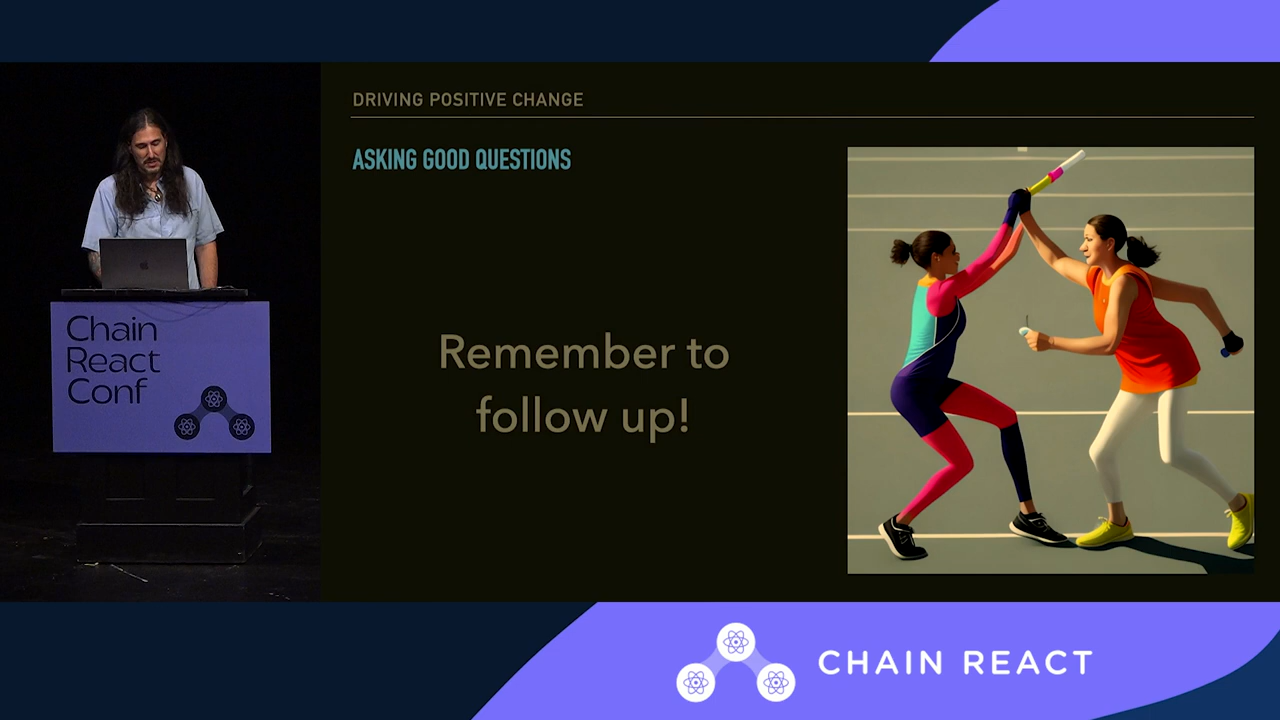 DRIVING POSITIVE CHANGE
ASKING GOOD QUESTIONS
Remember to
follow up!
Chain
React
Conf
CHAIN REACT